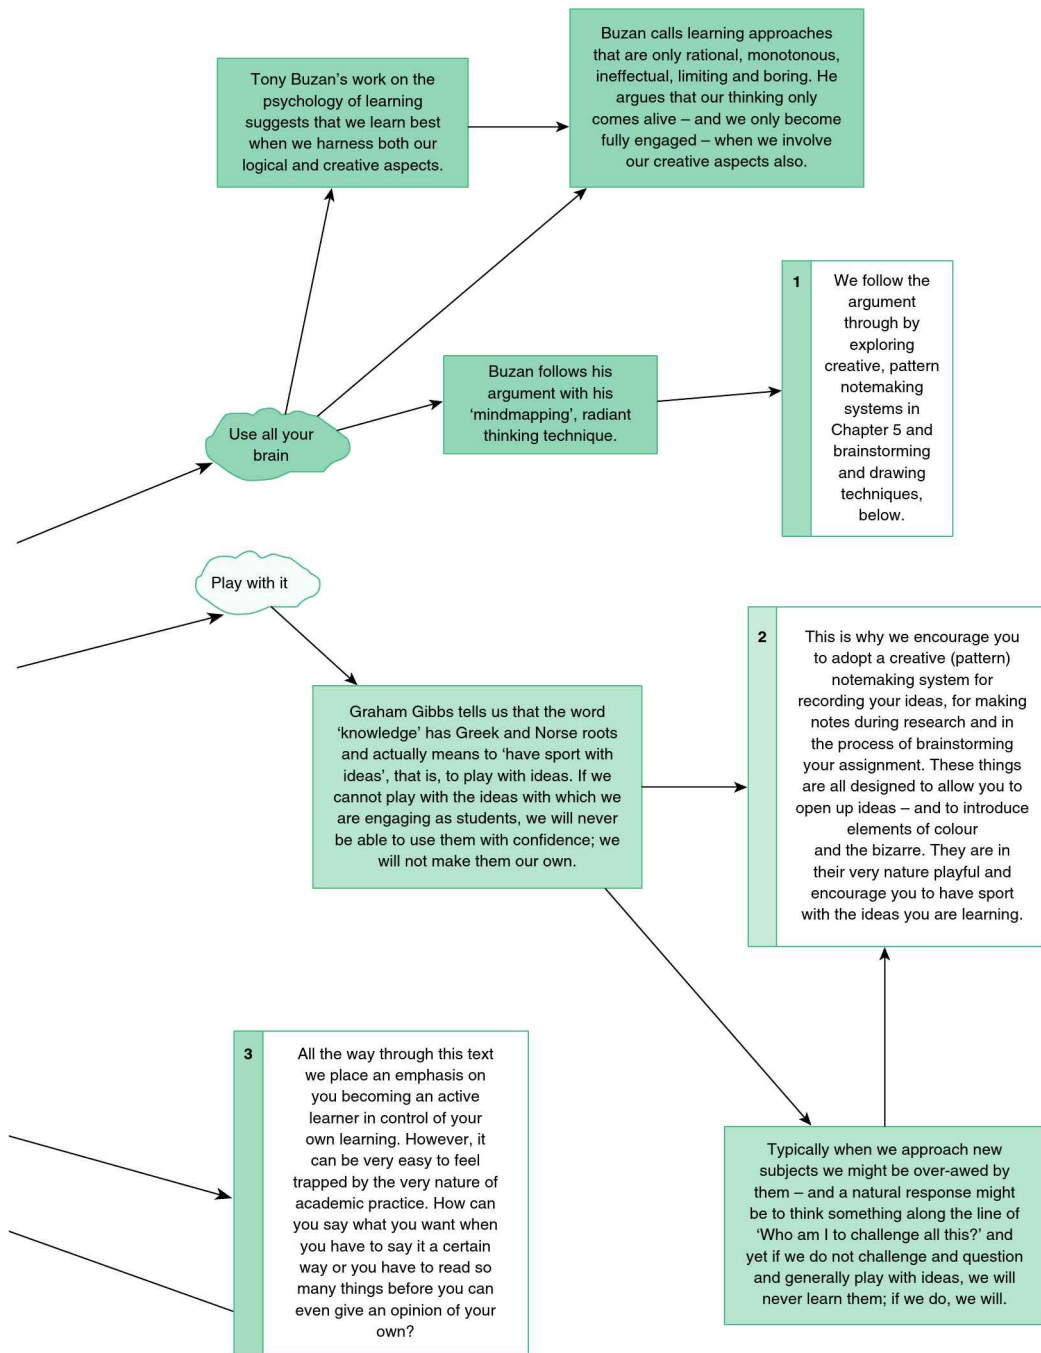 Buzan calls learning approaches
that are only rational, monotonous,
ineffectual, limiting and boring. He
argues that our thinking only
comes alive – and we only become
fully engaged – when we involve
our creative aspects also.
Tony Buzan’s work on the
psychology of learning
suggests that we learn best
when we harness both our
logical and creative aspects.
1
We follow the
argument
through by
exploring
creative, pattern
notemaking
systems in
Chapter 5 and
brainstorming
and drawing
techniques,
below.
Buzan follows his
argument with his
‘mindmapping’, radiant
thinking technique.
Use all your
brain
Play with it
2
This is why we encourage you
to adopt a creative (pattern)
notemaking system for
recording your ideas, for making
notes during research and in
the process of brainstorming
your assignment. These things
are all designed to allow you to
open up ideas – and to introduce
elements of colour
and the bizarre. They are in
their very nature playful and
encourage you to have sport
with the ideas you are learning.
Graham Gibbs tells us that the word
‘knowledge’ has Greek and Norse roots
and actually means to ‘have sport with
ideas’, that is, to play with ideas. If we
cannot play with the ideas with which we
are engaging as students, we will never
be able to use them with confidence; we
will not make them our own.
3
All the way through this text
we place an emphasis on
you becoming an active
learner in control of your
own learning. However, it
can be very easy to feel
trapped by the very nature of
academic practice. How can
you say what you want when
you have to say it a certain
way or you have to read so
many things before you can
even give an opinion of your
own?
Typically when we approach new
subjects we might be over-awed by
them – and a natural response might
be to think something along the line of
‘Who am I to challenge all this?’ and
yet if we do not challenge and question
and generally play with ideas, we will
never learn them; if we do, we will.